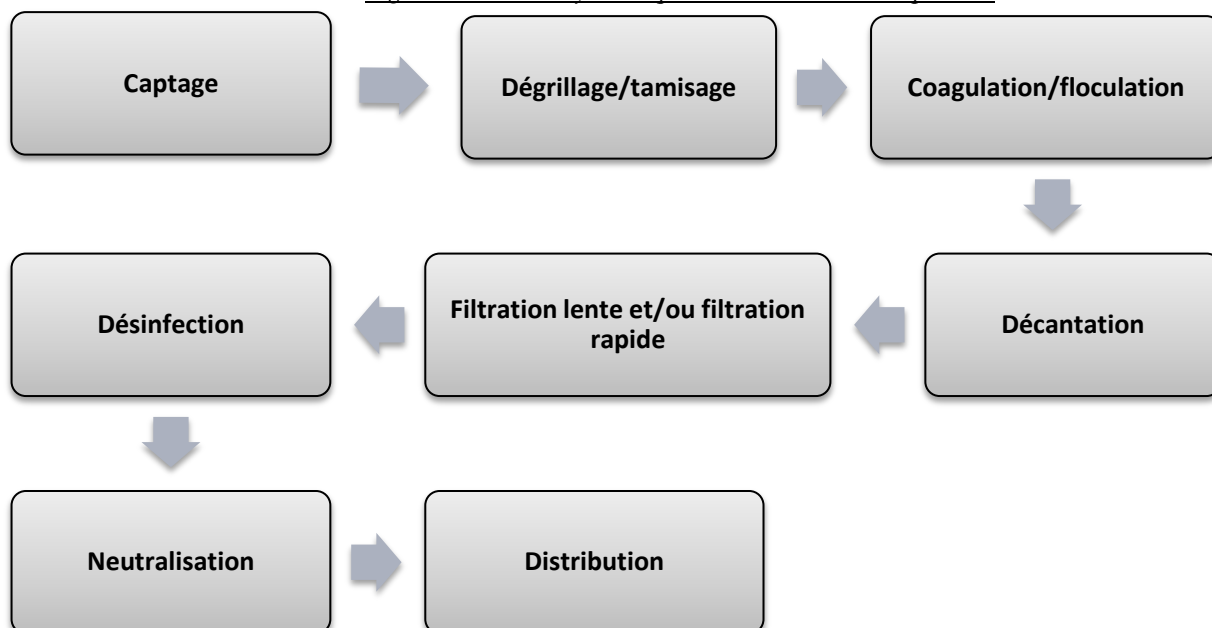 Captage
Dégrillage/tamisage
Coagulation/floculation
Décantation
Filtration lente et/ou filtration
rapide
Désinfection
Neutralisation
Distribution